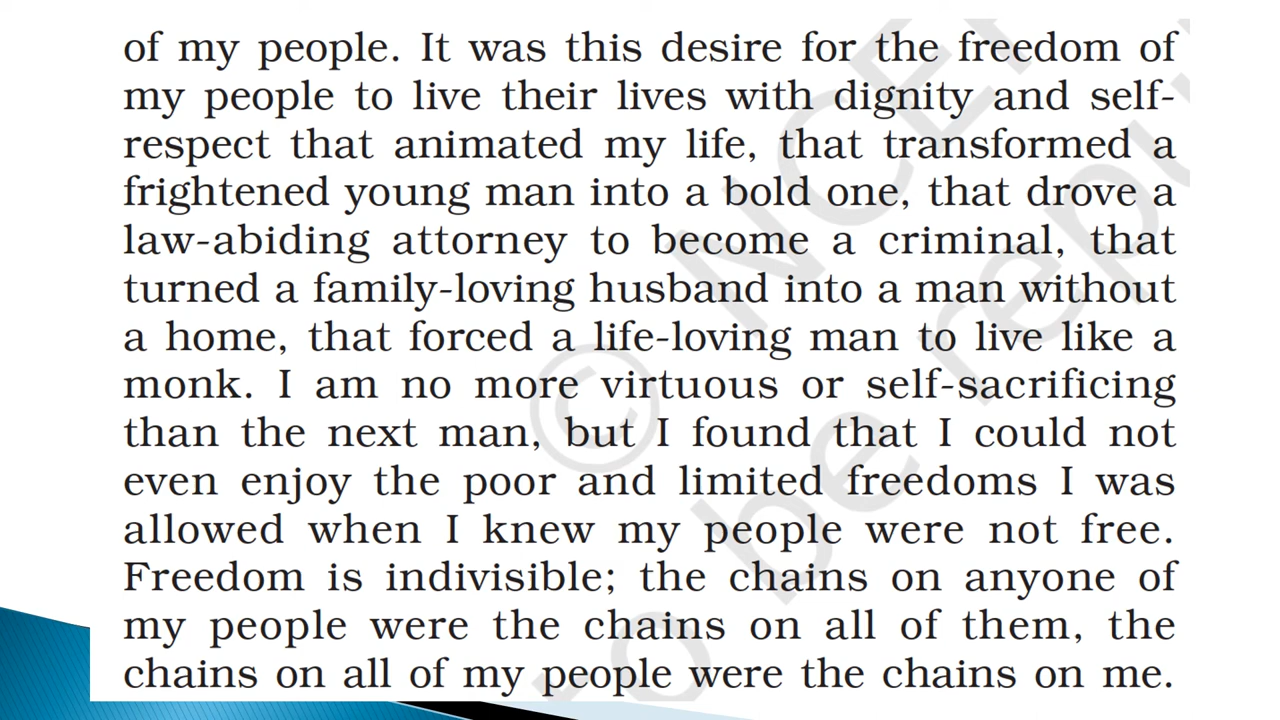 of my people. It was this desire for the freedom of
my people to live their lives with dignity and self-
respect that animated my life, that transformed a
frightened young man into a bold one, that drove a
law-abiding attorney to become a criminal, that
turned a family-loving husband into a man without
a home, that forced a life-loving man to live like a
monk. I am no more virtuous or self-sacrificing
than the next man, but I found that I could not
even enjoy the poor and limited freedoms I was
allowed when I knew my people were not free.
Freedom is indivisible; the chains on anyone of
my people were the chains on all of them, the
chains on all of my people were the chains on me.